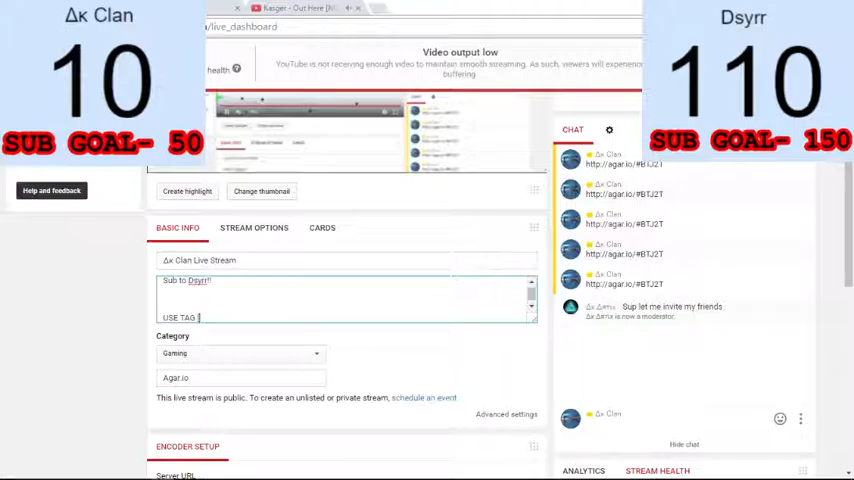 Δκ Clan
10
SUB GOAL- 50
Kasger - Out Here [N
/live_dashboard
Dsyrr
110
SUB GOAL- 150
health
Video output low
YouTube is not receiving enough video to maintain smooth streaming. As such, viewers will experience
buffering
Help and feedback
Create highlight
Change thumbnail
BASIC INFO
STREAM OPTIONS
CARDS
Δκ Clan Live Stream
Sub to Dsyrr!!
USE TAG [
Category
Gaming
Agar.io
This live stream is public. To create an unlisted or private stream, schedule an event
Advanced settings
ENCODER SETUP
Server URL
CHAT
Δκ Clan
http://agar.io/#BTJ2T
Δκ Clan
http://agar.io/#BTJ2T
Δκ Clan
http://agar.io/#BTJ2T
Δκ Clan
http://agar.io/#BTJ2T
Δκ Clan
http://agar.io/#BTJ2T
Sup let me invite my friends
is now a moderator.
Δκ Clan
Hide chat
ANALYTICS
STREAM HEALTH